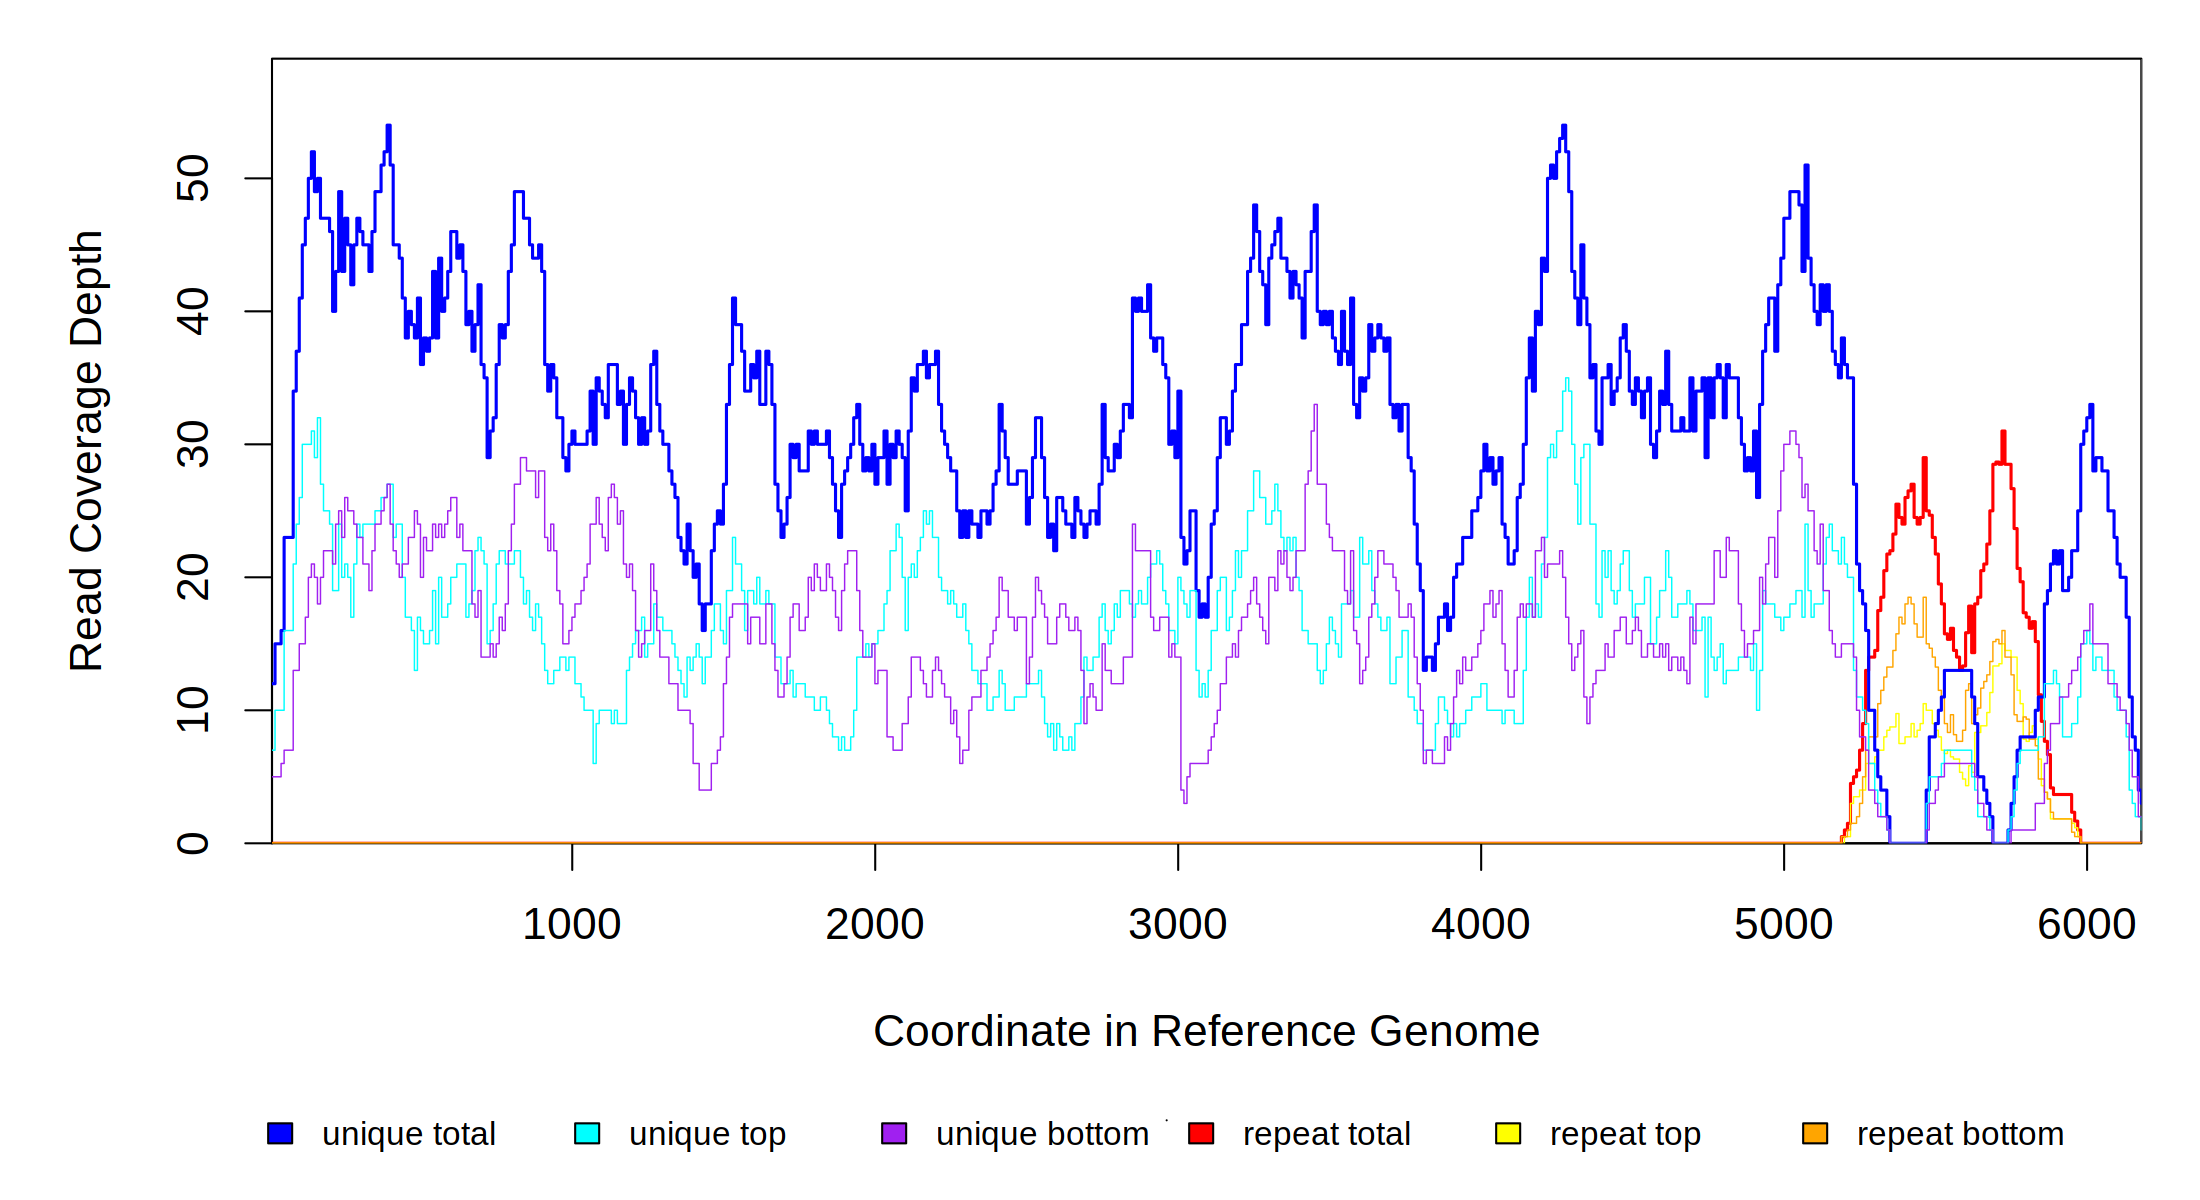 Read Coverage Depth
50
40
30
20
10
0
1000 2000 3000 4000 5000 6000
Coordinate in Reference Genome
unique total unique top unique bottom repeat total repeat top repeat bottom